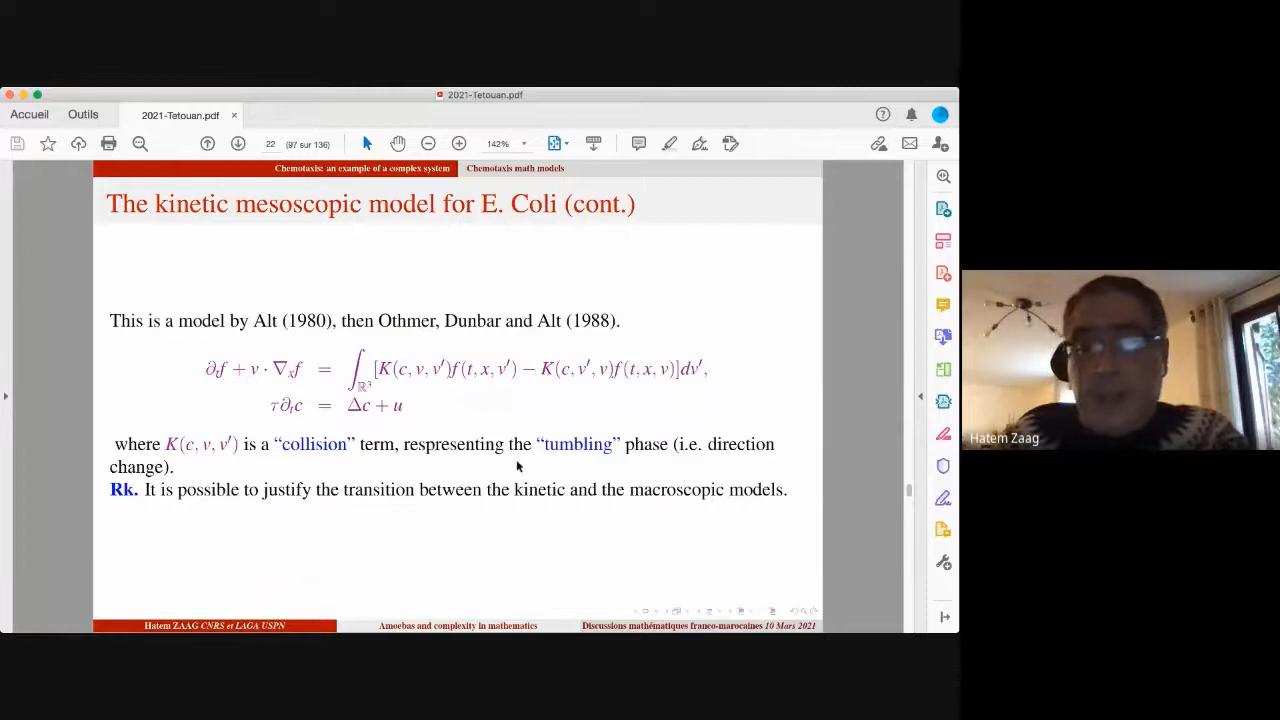 2021-Tetouan.pdf
Accueil Outils 2021-Tetouan.pdf ×
22 (97 sur 136) 142%
Chemotaxis: an example of a complex system Chemotaxis math models
The kinetic mesoscopic model for E. Coli (cont.)
This is a model by Alt (1980), then Othmer, Dunbar and Alt (1988).
∂ₜf + v · ∇ₓf = ∫_{ℝ³} [K(c, v, v′)f(t, x, v′) − K(c, v′, v)f(t, x, v)]dv′,
τ∂ₜc = Δc + u
where K(c, v, v′) is a “collision” term, respresenting the “tumbling” phase (i.e. direction
change).
Rk. It is possible to justify the transition between the kinetic and the macroscopic models.
Hatem ZAAG CNRS et LAGA USPN Amoebas and complexity in mathematics Discussions mathématiques franco-marocaines 10 Mars 2021
Hatem Zaag